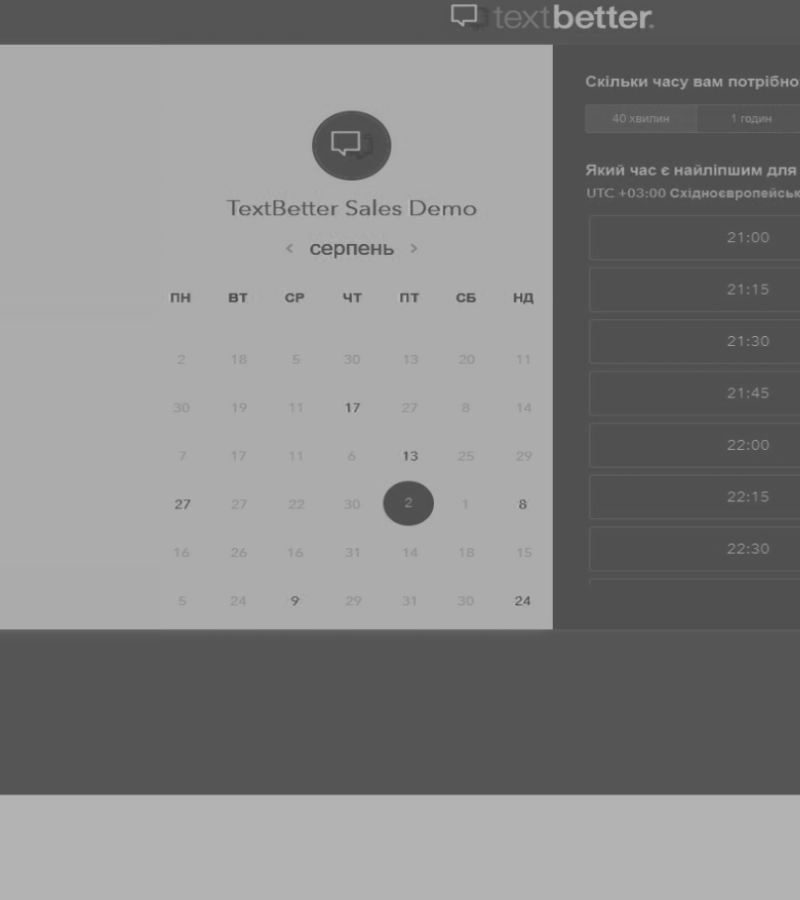 textbetter.
TextBetter Sales Demo
< серпень >
ПН ВТ СР ЧТ ПТ СБ НД
2 18 5 30 13 20 11
30 19 11 17 27 8 14
7 17 11 6 13 25 29
27 27 22 30 2 1 8
16 26 16 31 14 18 15
5 24 9 29 31 30 24
Скільки часу вам потрібно
40 хвилин 1 годин
Який час є найліпшим для
UTC +03:00 Східноєвропейськ
21:00
21:15
21:30
21:45
22:00
22:15
22:30